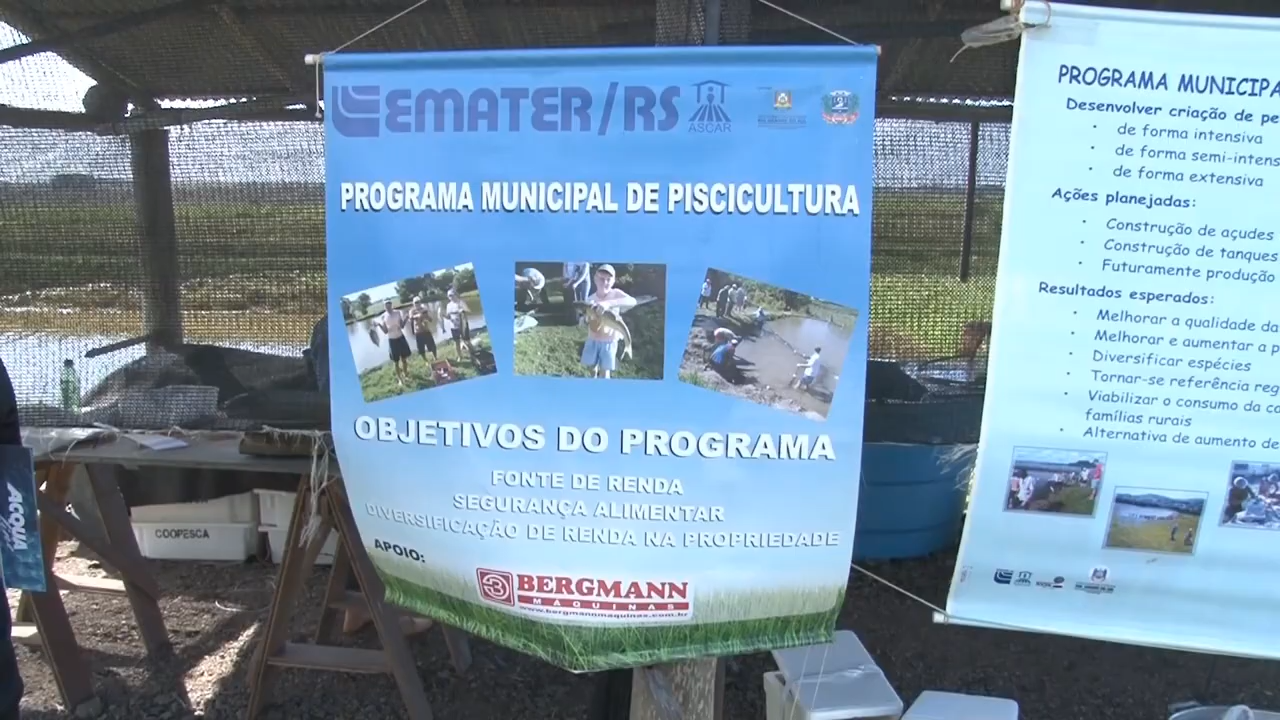 EMATER/RS
ASCAR
PROGRAMA MUNICIPAL DE PISCICULTURA
OBJETIVOS DO PROGRAMA
FONTE DE RENDA
SEGURANÇA ALIMENTAR
DIVERSIFICAÇÃO DE RENDA NA PROPRIEDADE
APOIO:
BERGMANN
MÁQUINAS
www.bergmannmaquinas.com.br
PROGRAMA MUNICIPA
Desenvolver criação de pe
• de forma intensiva
• de forma semi-intens
• de forma extensiva
Ações planejadas:
• Construção de açudes
• Construção de tanques
• Futuramente produção
Resultados esperados:
• Melhorar a qualidade da
• Melhorar e aumentar a p
• Diversificar espécies
• Tornar-se referência reg
• Viabilizar o consumo da ca
famílias rurais
• Alternativa de aumento de
COOPESCA
ACQUA